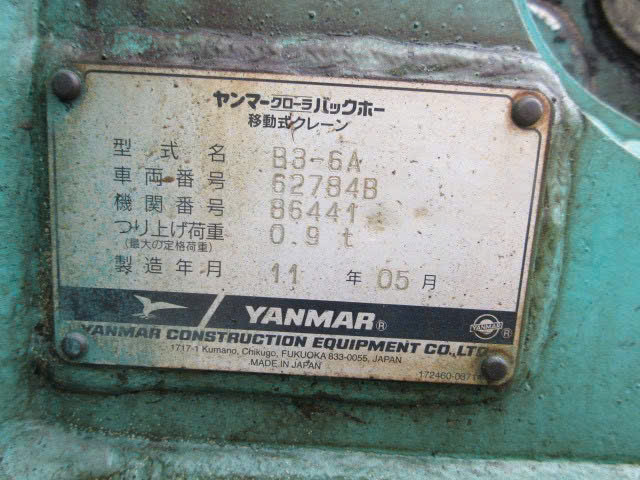 ヤンマークローラバックホー
移動式クレーン
型式名 B3-6A
車両番号 62784B
機関番号 86441
つり上げ荷重 0.9 t
(最大の定格荷重)
製造年月 11 年 05 月
YANMAR ®
YANMAR ®
YANMAR CONSTRUCTION EQUIPMENT CO.,LTD
1717-1 Kumano, Chikugo, FUKUOKA 833-0055, JAPAN
MADE IN JAPAN